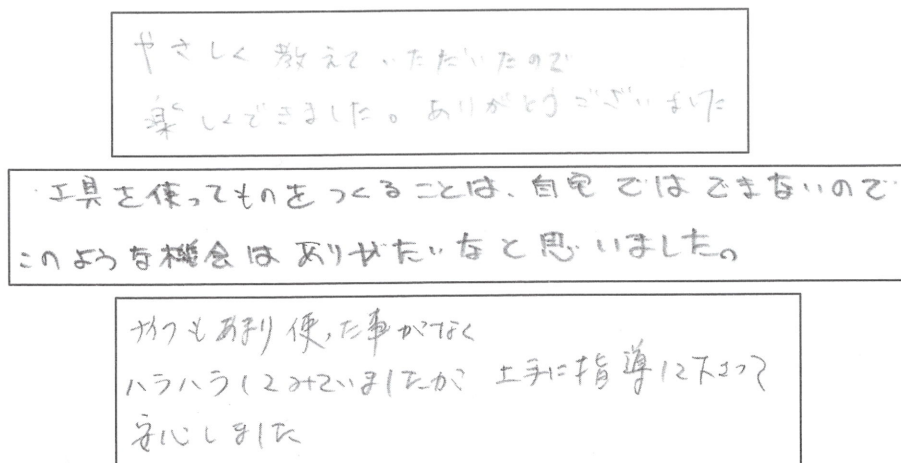 やさしく教えていただいたので
楽しくできました。ありがとうございました
工具を使ってものをつくることは、自宅ではできないので
このような機会はありがたいなと思いました。
ナイフもあまり使った事がなく
ハラハラしてみていましたが、上手に指導して下さって
安心しました